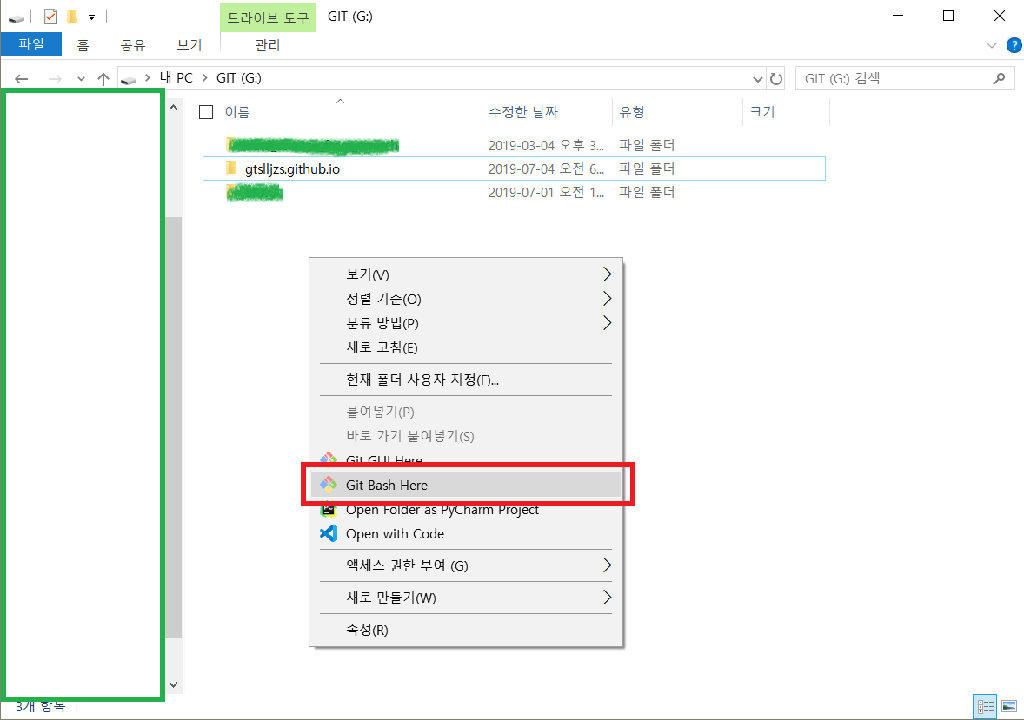 드라이브 도구 GIT (G:)
파일 홈 공유 보기 관리
내 PC GIT (G:) GIT (G:) 검색
이름 수정한 날짜 유형 크기
2019-03-04 오후 3... 파일 폴더
gtslljzs.github.io 2019-07-04 오전 6... 파일 폴더
2019-07-01 오전 1... 파일 폴더
보기(V)
정렬 기준(O)
분류 방법(P)
새로 고침(E)
현재 폴더 사용자 지정(F)...
붙여넣기(P)
바로 가기 붙여넣기(S)
Git GUI Here
Git Bash Here
Open Folder as PyCharm Project
Open with Code
액세스 권한 부여 (G)
새로 만들기(W)
속성(R)
3개 항목